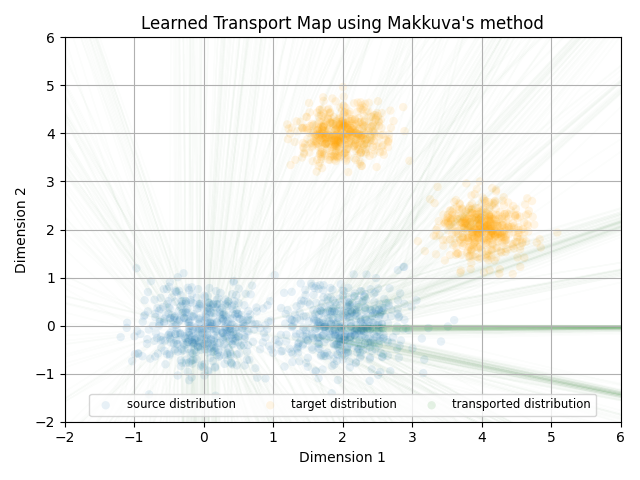 Learned Transport Map using Makkuva's method
6
5
4
3
2
1
0
−1
−2
Dimension 2
source distribution target distribution transported distribution
−2 −1 0 1 2 3 4 5 6
Dimension 1